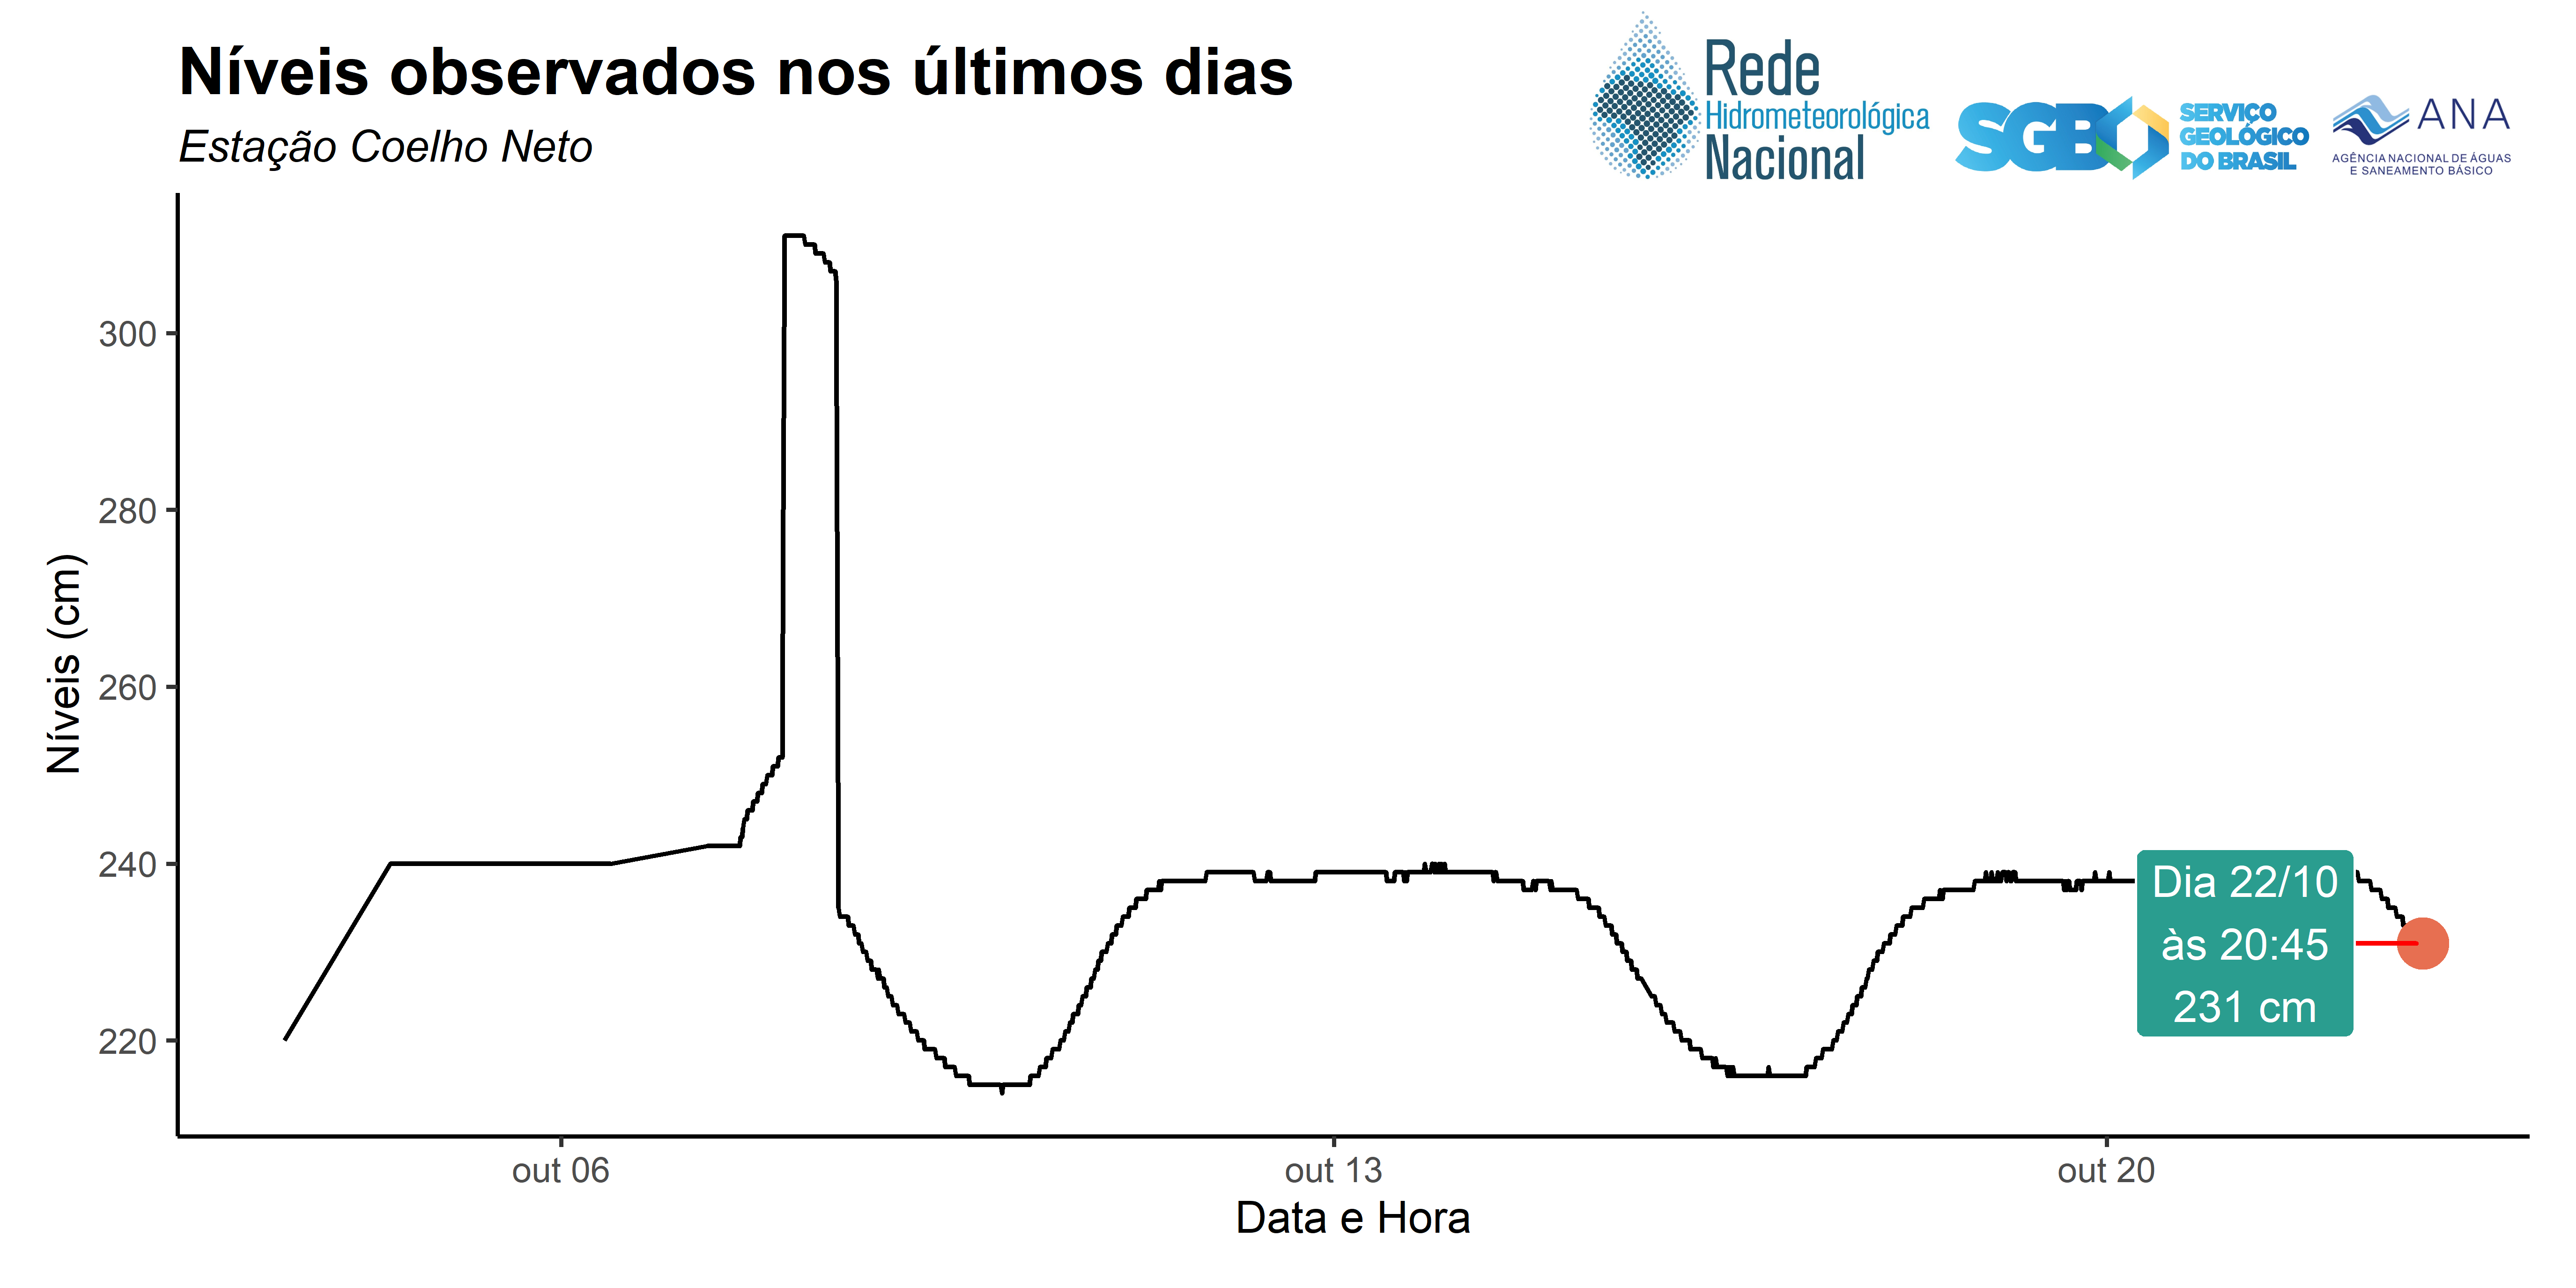 Níveis observados nos últimos dias
Estação Coelho Neto
Rede
Hidrometeorológica
Nacional
SGB
SERVIÇO
GEOLÓGICO
DO BRASIL
ANA
AGÊNCIA NACIONAL DE ÁGUAS
E SANEAMENTO BÁSICO
Níveis (cm)
300
280
260
240
220
Dia 22/10
às 20:45
231 cm
out 06
out 13
out 20
Data e Hora